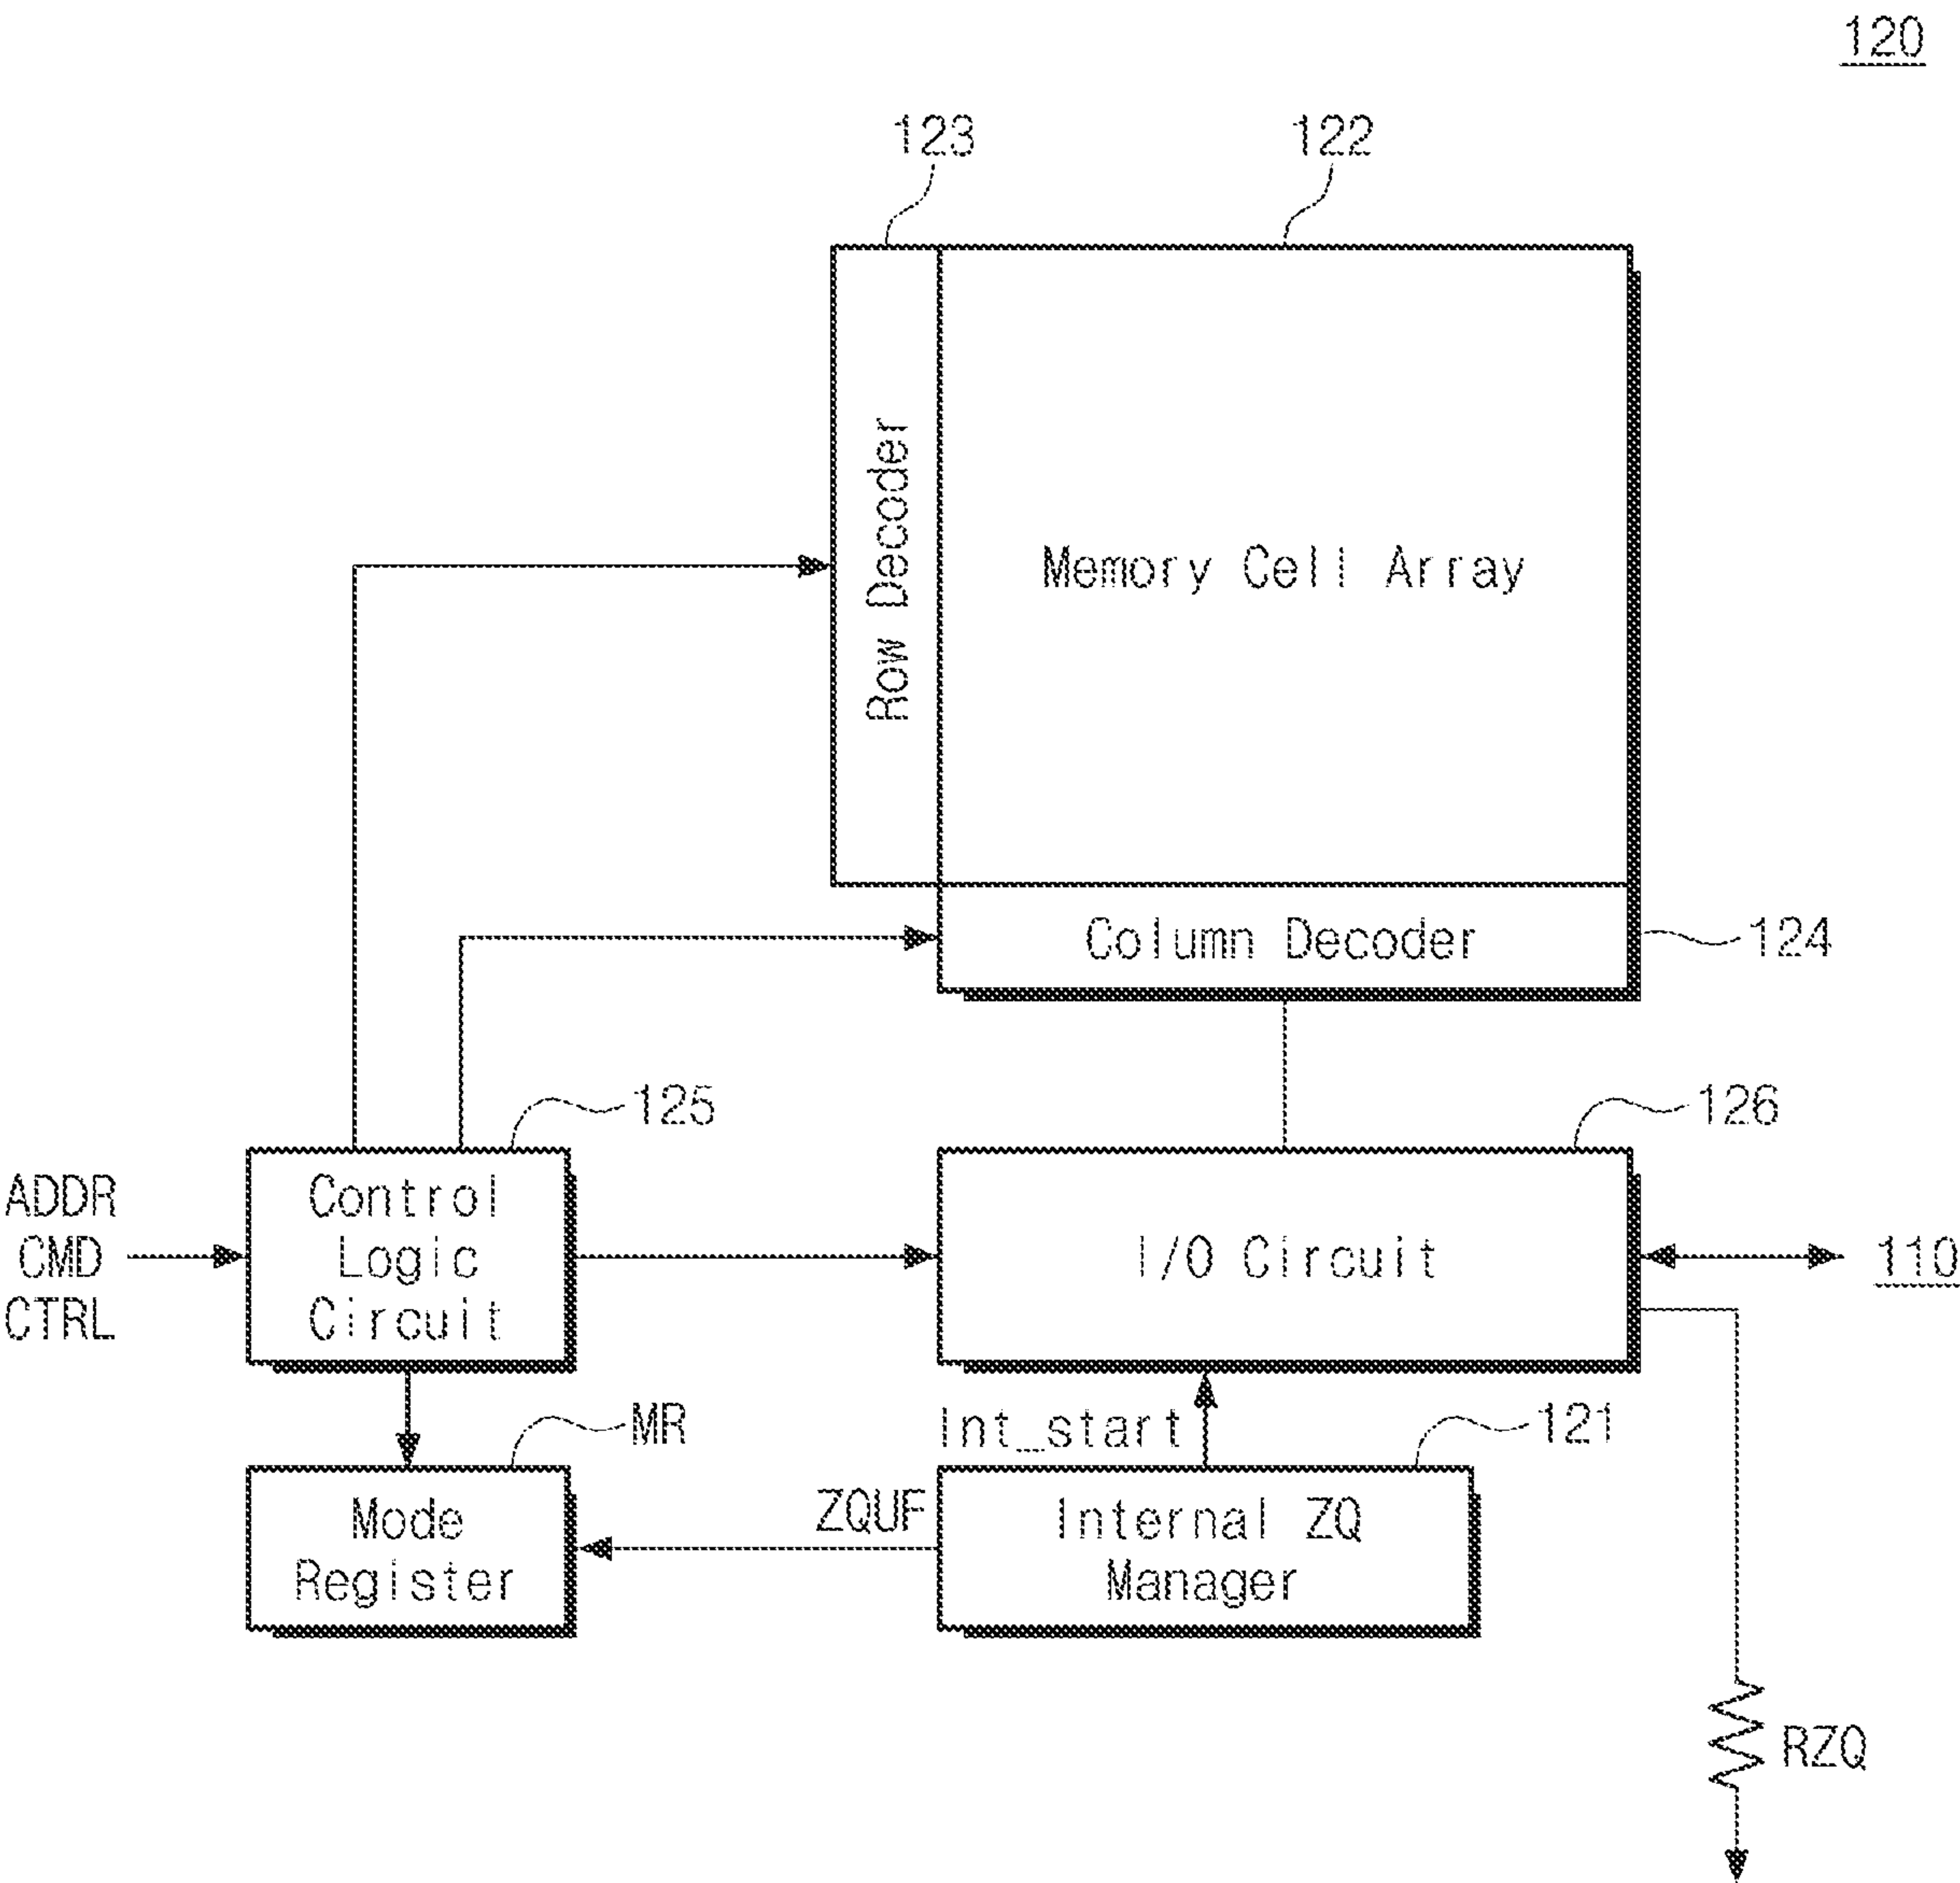 120
123
122
Row Decoder
Memory Cell Array
Column Decoder
124
125
126
ADDR
CMD
CTRL
Control
Logic
Circuit
I/O Circuit
110
MR
Int_start
121
Mode
Register
ZQUF
Internal ZQ
Manager
RZQ